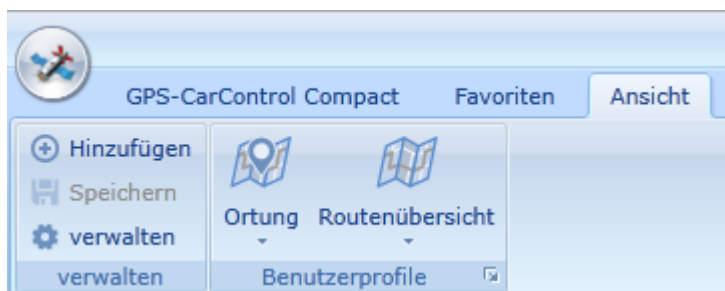 GPS-CarControl Compact Favoriten Ansicht
Hinzufügen
Speichern
verwalten
verwalten
Ortung Routenübersicht
Benutzerprofile